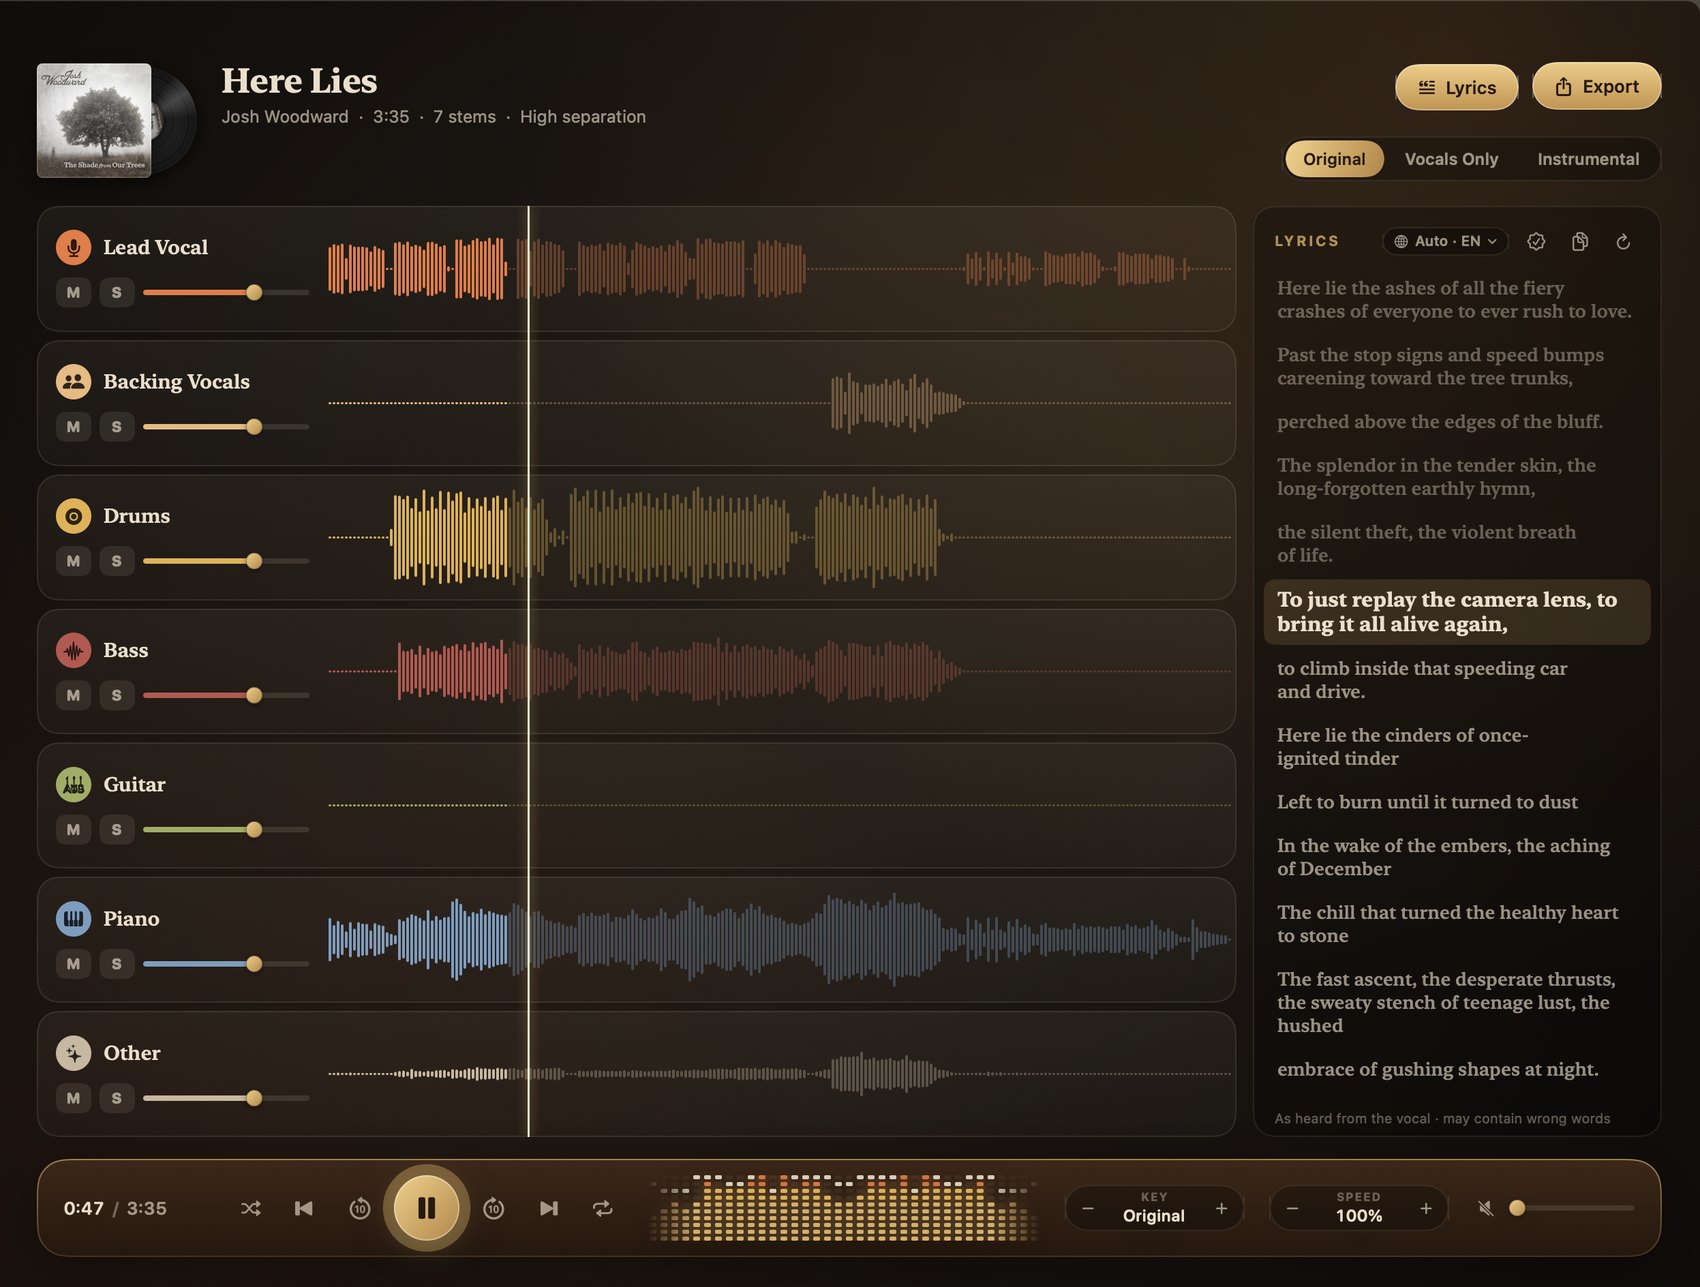 Josh
Woodward
The Shade from Our Trees
Here Lies
Josh Woodward · 3:35 · 7 stems · High separation
Lyrics
Export
Original
Vocals Only
Instrumental
Lead Vocal
M S
Backing Vocals
M S
Drums
M S
Bass
M S
Guitar
M S
Piano
M S
Other
M S
LYRICS
Auto · EN
Here lie the ashes of all the fiery
crashes of everyone to ever rush to love.
Past the stop signs and speed bumps
careening toward the tree trunks,
perched above the edges of the bluff.
The splendor in the tender skin, the
long-forgotten earthly hymn,
the silent theft, the violent breath
of life.
To just replay the camera lens, to
bring it all alive again,
to climb inside that speeding car
and drive.
Here lie the cinders of once-
ignited tinder
Left to burn until it turned to dust
In the wake of the embers, the aching
of December
The chill that turned the healthy heart
to stone
The fast ascent, the desperate thrusts,
the sweaty stench of teenage lust, the
hushed
embrace of gushing shapes at night.
As heard from the vocal · may contain wrong words
0:47 / 3:35
10
10
KEY
− Original +
SPEED
− 100% +